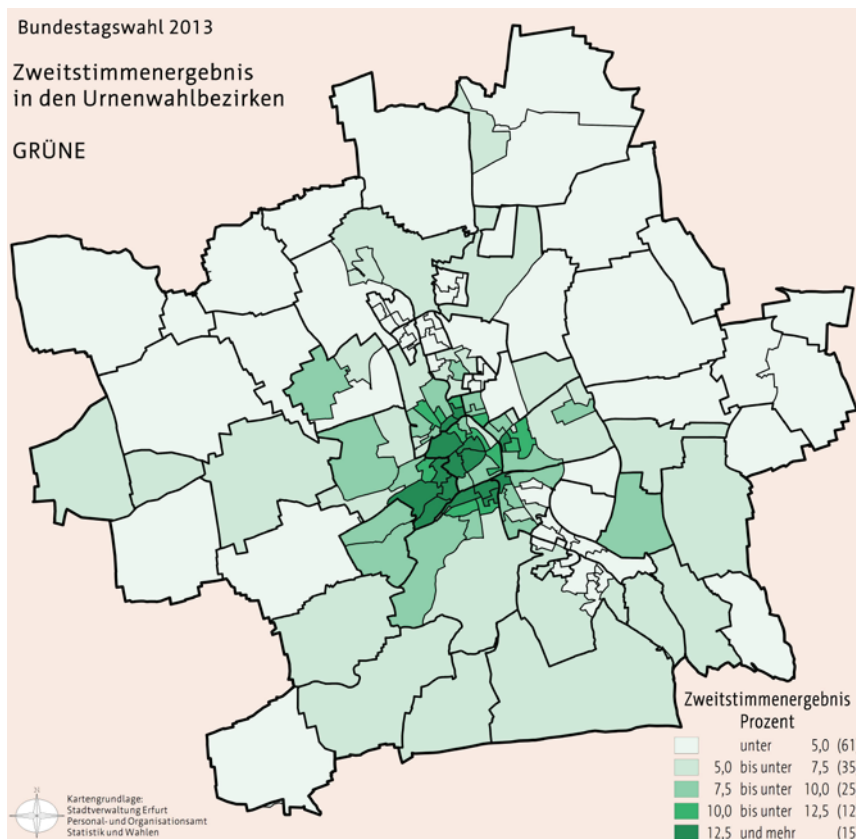 Bundestagswahl 2013
Zweitstimmenergebnis
in den Urnenwahlbezirken
GRÜNE
Zweitstimmenergebnis
Prozent
unter 5,0 (61
5,0 bis unter 7,5 (35
7,5 bis unter 10,0 (25
10,0 bis unter 12,5 (12
12,5 und mehr
Kartengrundlage:
Stadtverwaltung Erfurt
Personal- und Organisationsamt
Statistik und Wahlen